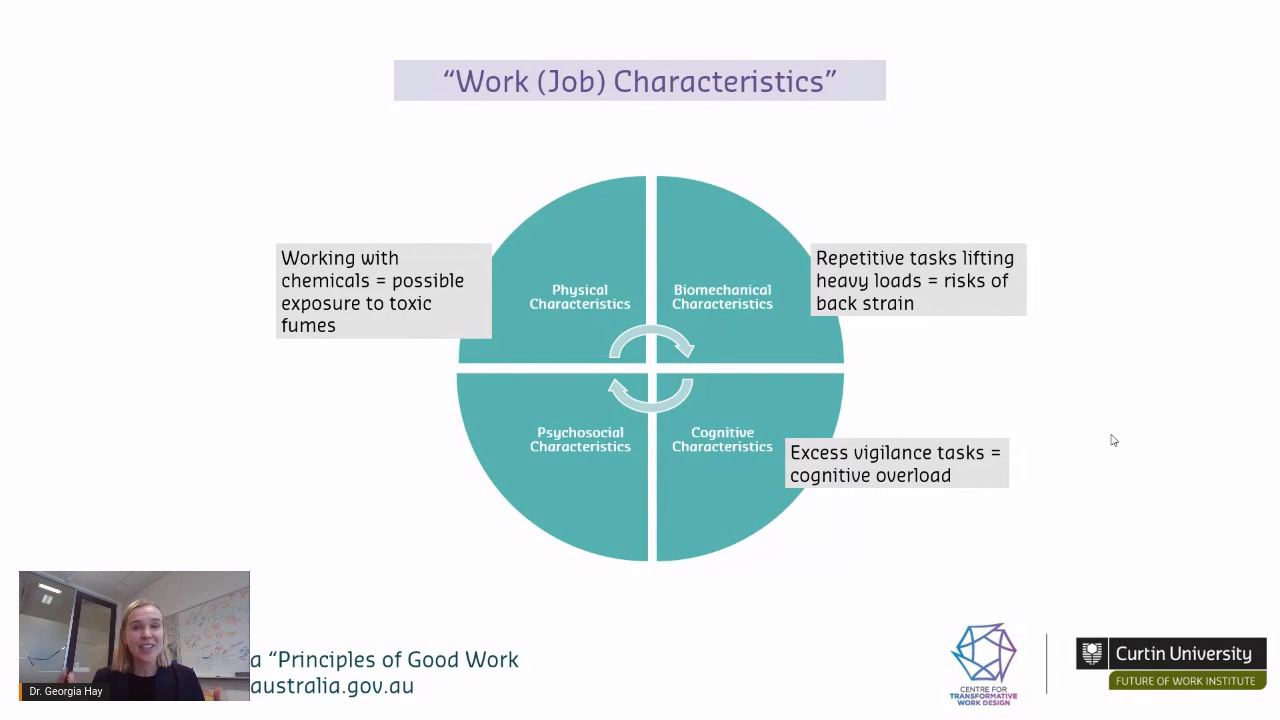 “Work (Job) Characteristics”
Working with
chemicals = possible
exposure to toxic
fumes
Physical
Characteristics
Biomechanical
Characteristics
Repetitive tasks lifting
heavy loads = risks of
back strain
Psychosocial
Characteristics
Cognitive
Characteristics
Excess vigilance tasks =
cognitive overload
a “Principles of Good Work
australia.gov.au
Dr. Georgia Hay
CENTRE FOR
TRANSFORMATIVE
WORK DESIGN
Curtin University
FUTURE OF WORK INSTITUTE